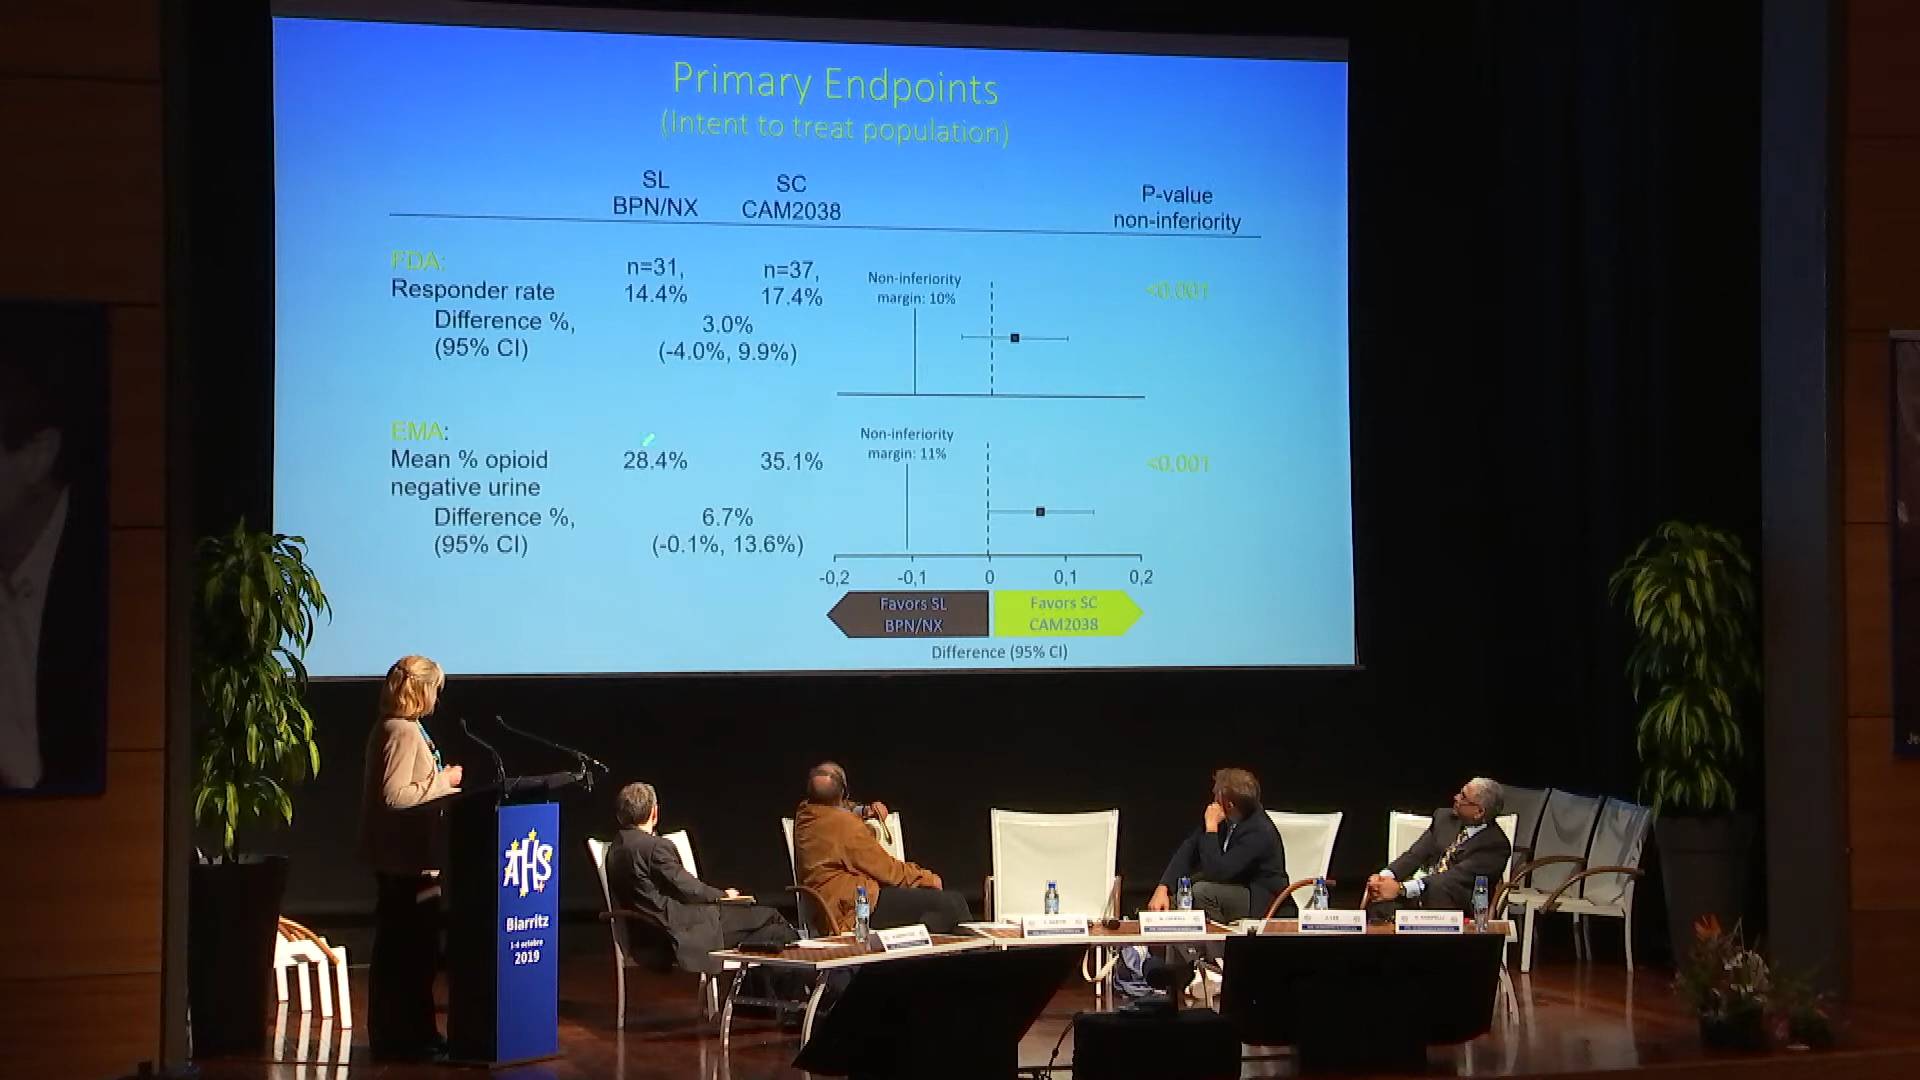 Primary Endpoints
(Intent to treat population)
SL
BPN/NX
SC
CAM2038
P-value
non-inferiority
FDA:
Responder rate
n=31,
14.4%
n=37,
17.4%
Difference %,
(95% CI)
3.0%
(-4.0%, 9.9%)
Non-inferiority
margin: 10%
<0.001
EMA:
Mean % opioid
negative urine
28.4%
35.1%
Difference %,
(95% CI)
6.7%
(-0.1%, 13.6%)
Non-inferiority
margin: 11%
<0.001
-0,2 -0,1 0 0,1 0,2
Favors SL
BPN/NX
Favors SC
CAM2038
Difference (95% CI)
AHS
Biarritz
1-4 octobre
2019